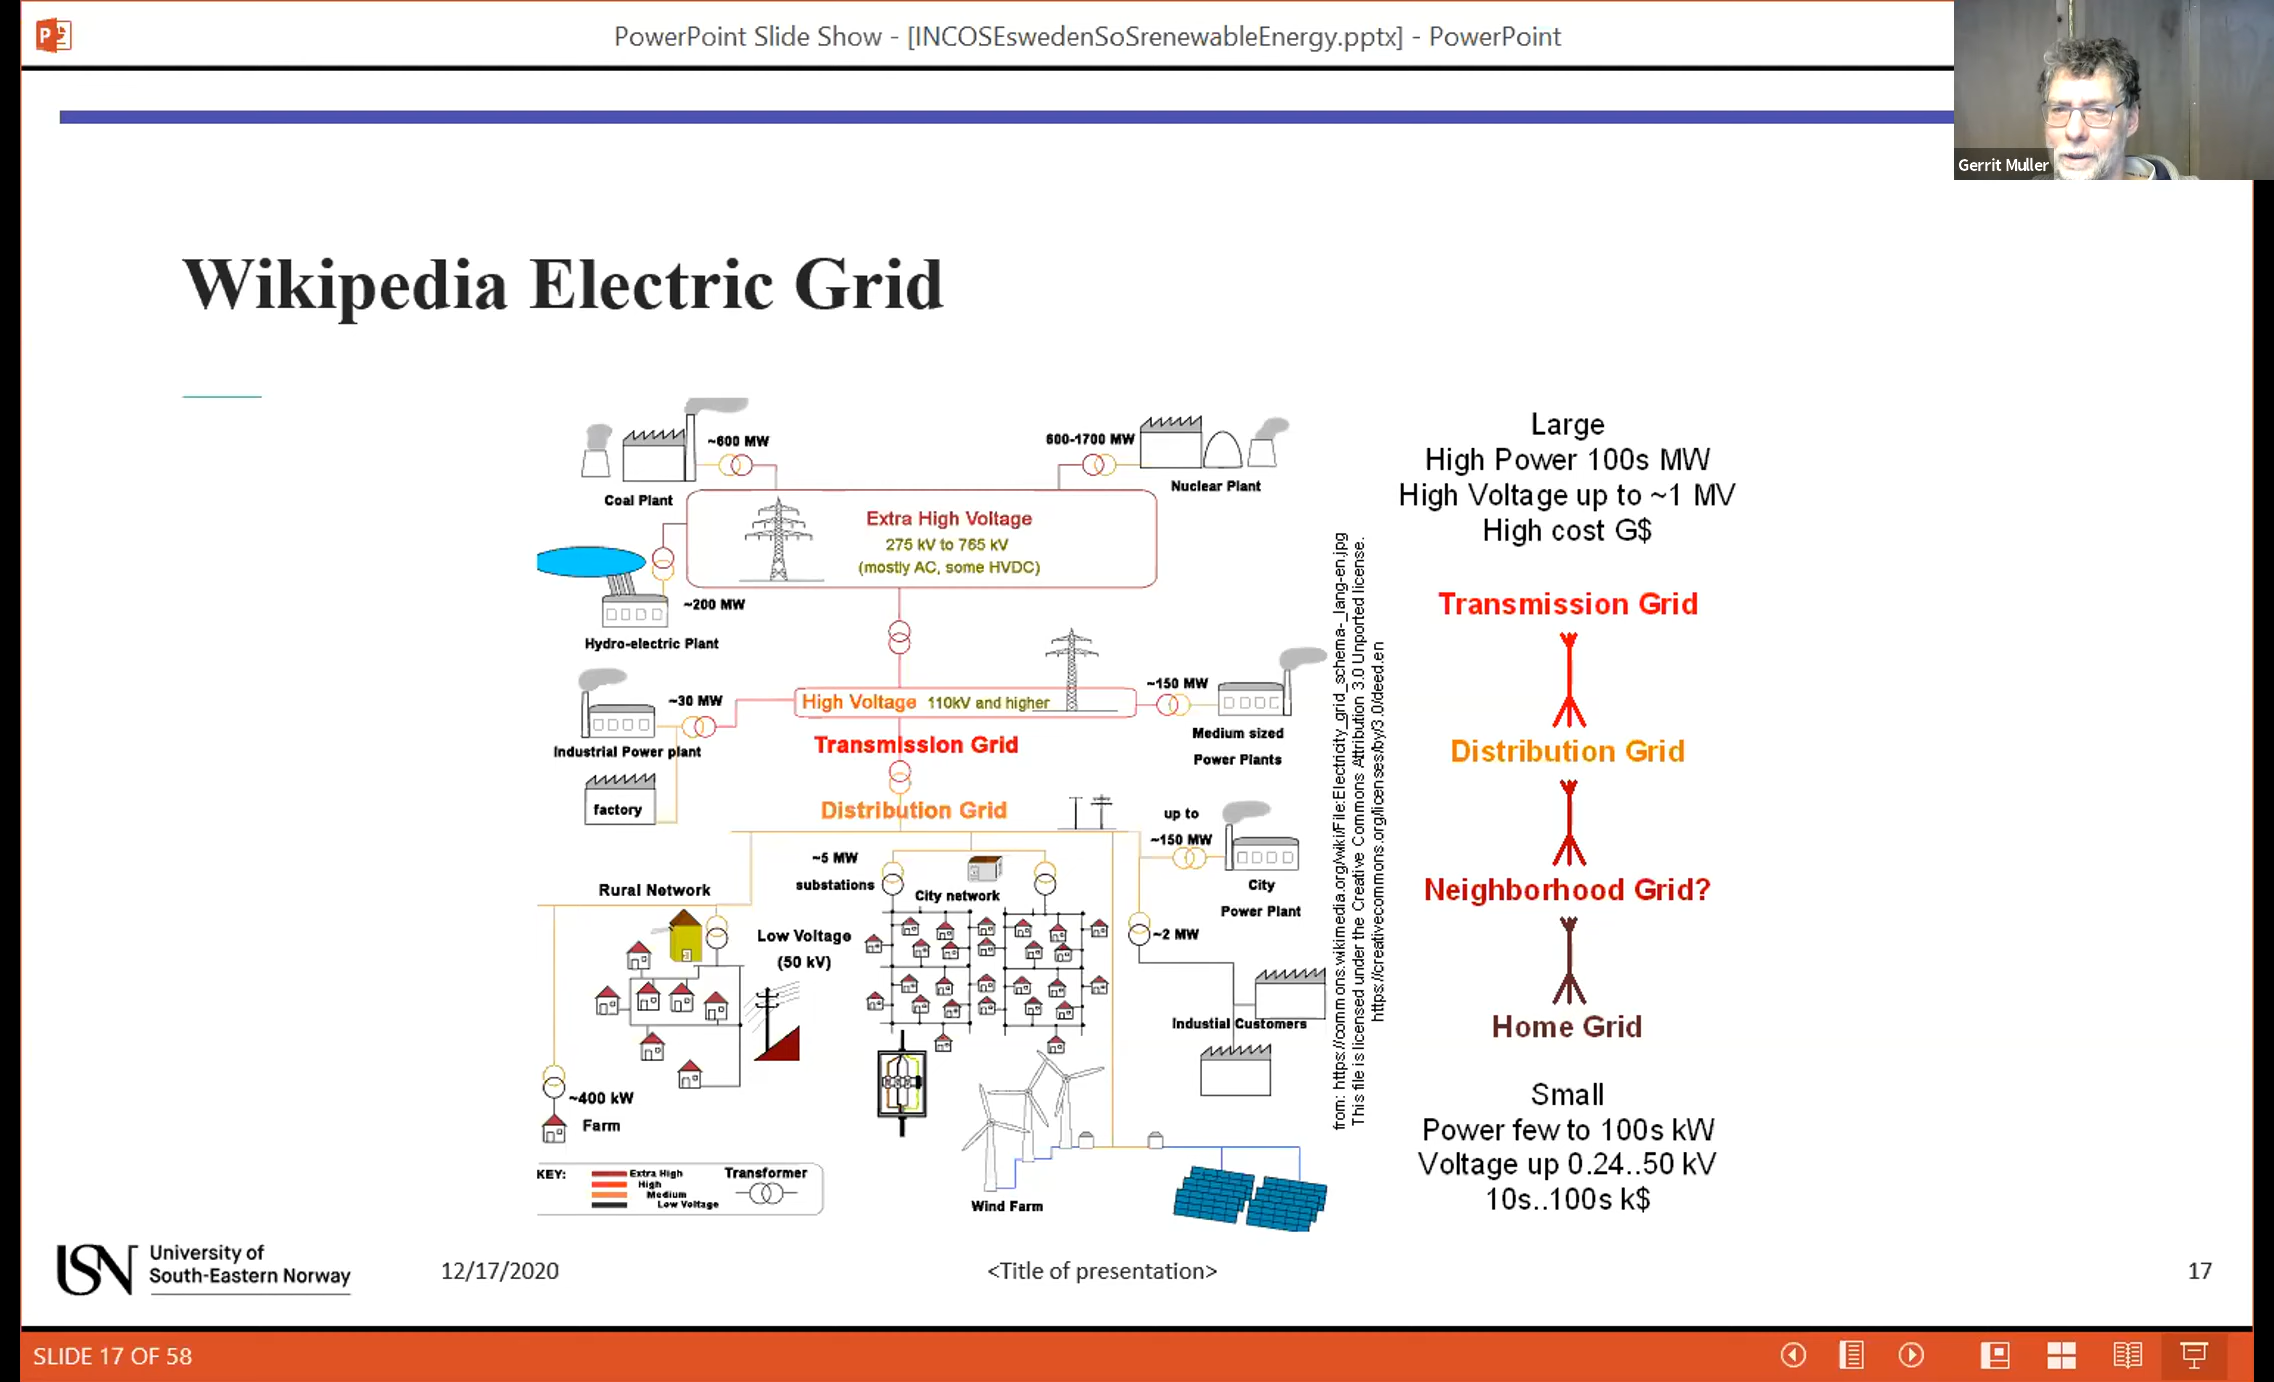 PowerPoint Slide Show - [INCOSEswedenSoSrenewableEnergy.pptx] - PowerPoint
Gerrit Muller
Wikipedia Electric Grid
~600 MW
Coal Plant
600-1700 MW
Nuclear Plant
Extra High Voltage
275 kV to 765 kV
(mostly AC, some HVDC)
~200 MW
Hydro-electric Plant
~30 MW
Industrial Power plant
factory
High Voltage 110kV and higher
~150 MW
Medium sized
Power Plants
Transmission Grid
Distribution Grid
up to
~150 MW
City
Power Plant
~5 MW
substations
City network
Rural Network
Low Voltage
(50 kV)
~2 MW
Industial Customers
~400 kW
Farm
Wind Farm
KEY:
Extra High
High
Medium
Low Voltage
Transformer
from: https://commons.wikimedia.org/wiki/File:Electricity_grid_schema-_lang-en.jpg
This file is licensed under the Creative Commons Attribution 3.0 Unported license.
https://creativecommons.org/licenses/by/3.0/deed.en
Large
High Power 100s MW
High Voltage up to ~1 MV
High cost G$
Transmission Grid
Distribution Grid
Neighborhood Grid?
Home Grid
Small
Power few to 100s kW
Voltage up 0.24..50 kV
10s..100s k$
USN
University of
South-Eastern Norway
12/17/2020
<Title of presentation>
17
SLIDE 17 OF 58